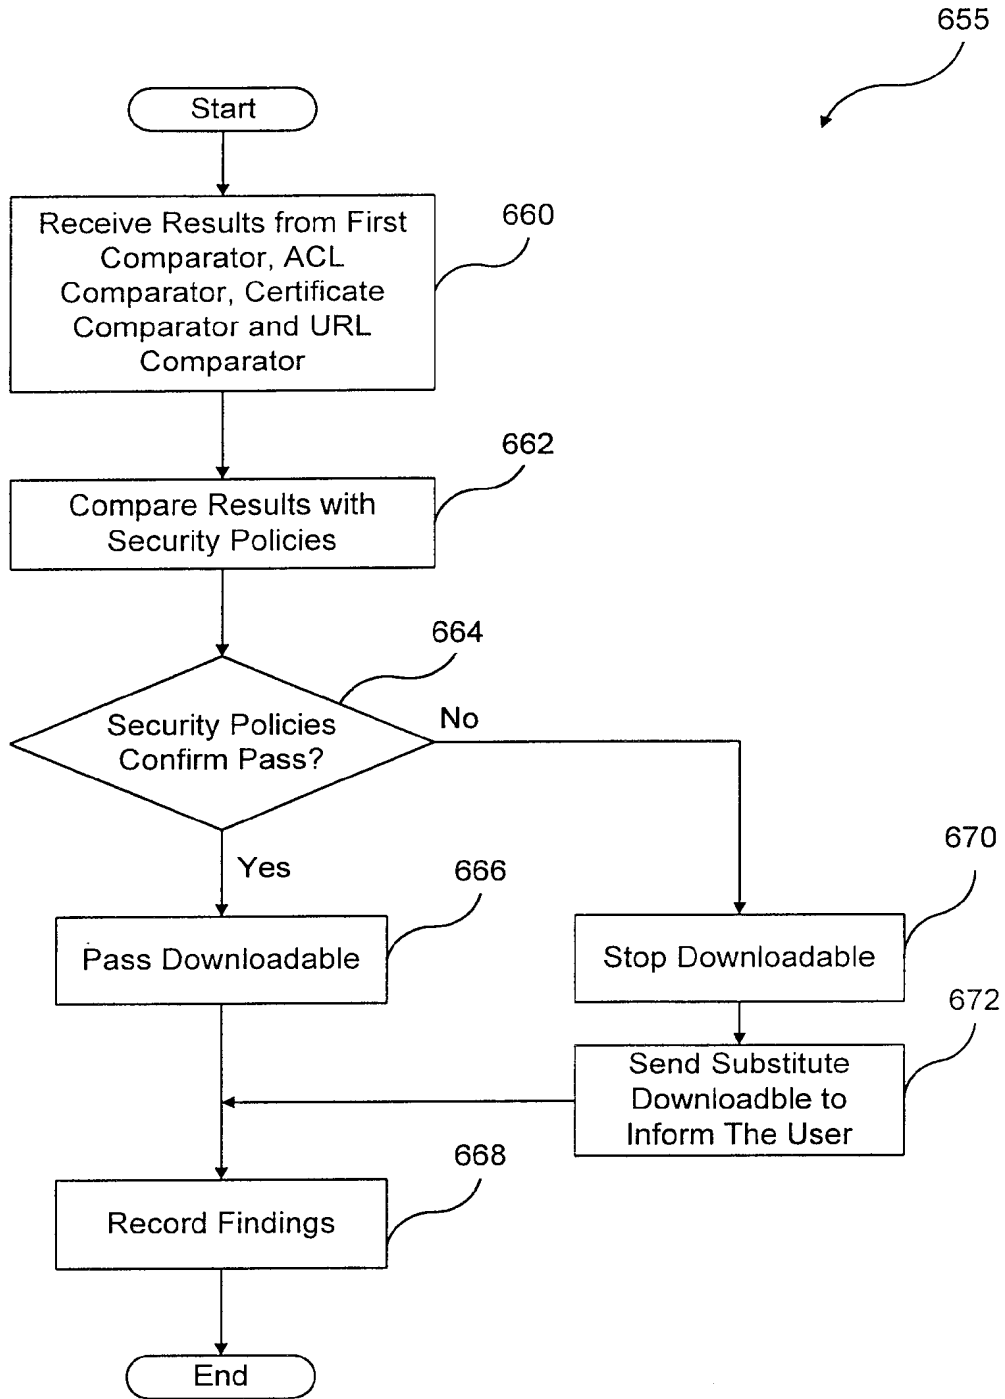 655
Start
Receive Results from First
Comparator, ACL
Comparator, Certificate
Comparator and URL
Comparator
660
662
Compare Results with
Security Policies
664
Security Policies
Confirm Pass?
No
Yes
666
670
Pass Downloadable
Stop Downloadable
672
Send Substitute
Downloadble to
Inform The User
668
Record Findings
End